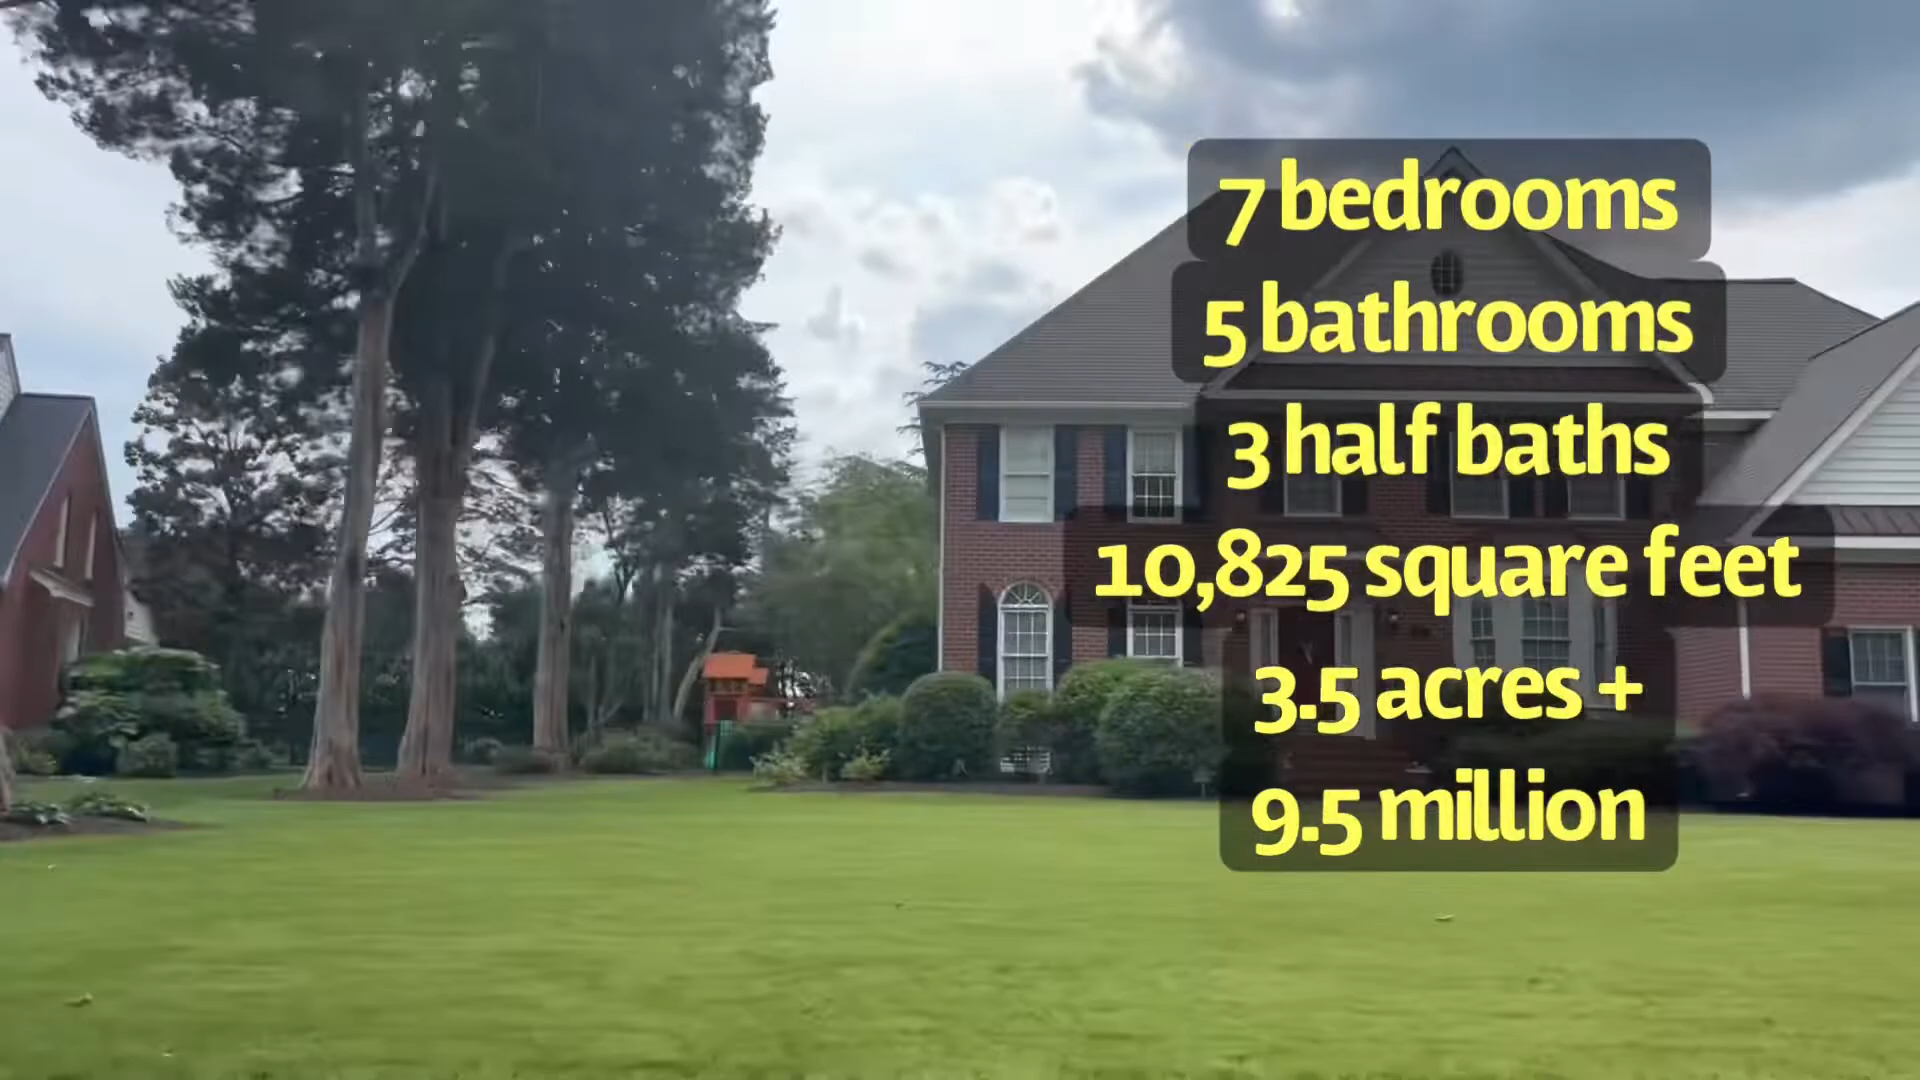 7 bedrooms
5 bathrooms
3 half baths
10,825 square feet
3.5 acres +
9.5 million